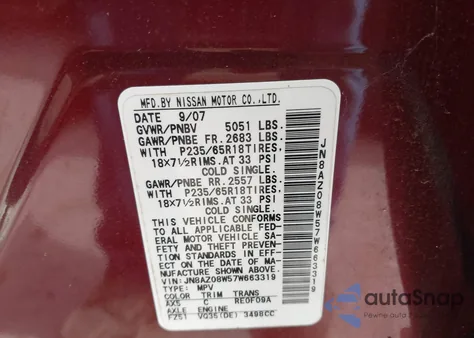 MFD. BY NISSAN MOTOR CO.,LTD.
DATE 9/07
GVWR/PNBV 5051 LBS.
GAWR/PNBE FR. 2683 LBS.
WITH P235/65R18TIRES.
18X7½RIMS.AT 33 PSI
COLD SINGLE.
GAWR/PNBE RR. 2557 LBS.
WITH P235/65R18TIRES.
18X7½RIMS.AT 33 PSI
COLD SINGLE.
THIS VEHICLE CONFORMS
TO ALL APPLICABLE FED-
ERAL MOTOR VEHICLE SA-
FETY AND THEFT PREV-
ENTION STANDARDS IN EFF-
ECT ON THE DATE OF MA-
NUFACTURE SHOWN ABOVE.
VIN:JN8AZ08W57W663319
TYPE: MPV
COLOR TRIM TRANS
AX5 C RE0F09A
AXLE ENGINE
FZ51 VQ35(DE) 3498CC
JN8AZ08W57W663319
autoSnap